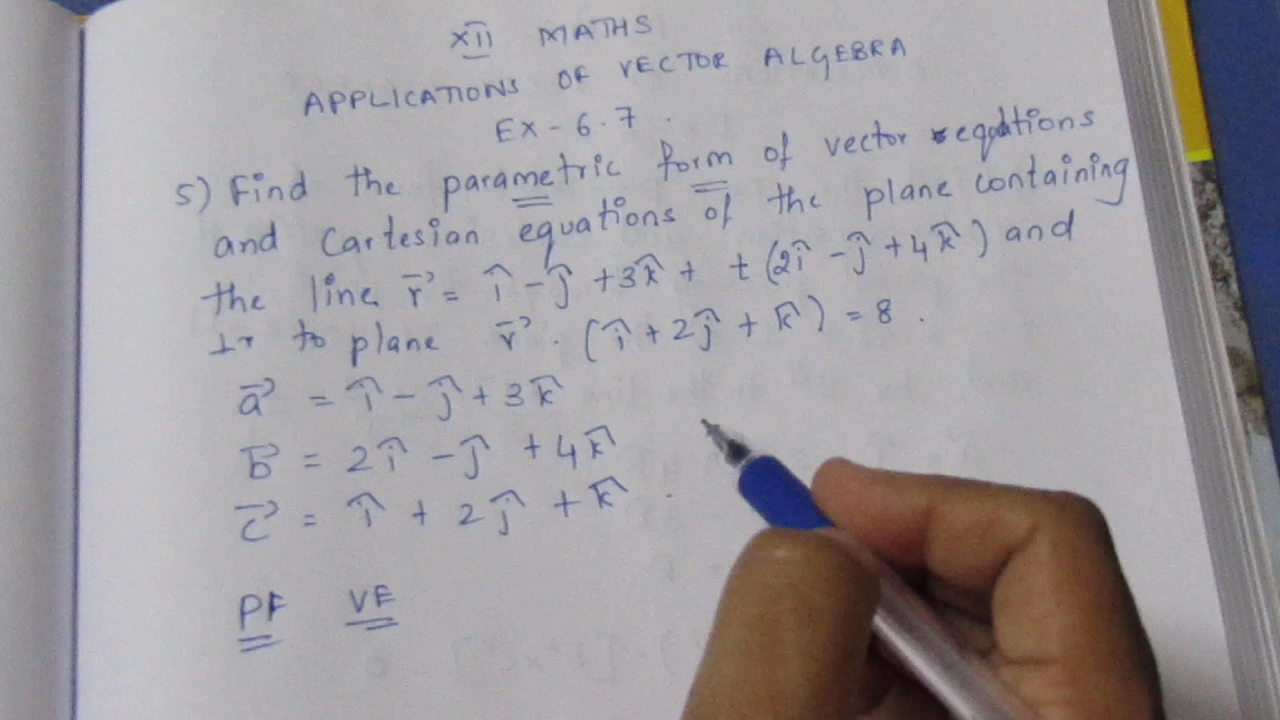 XII MATHS
APPLICATIONS OF VECTOR ALGEBRA
EX - 6.7.
5) Find the parametric form of vector equations
and Cartesian equations of the plane containing
the line r⃗ = î - ĵ + 3k̂ + t (2î - ĵ + 4k̂) and
⊥r to plane r⃗ . (î + 2ĵ + k̂) = 8.
a⃗ = î - ĵ + 3k̂
b⃗ = 2î - ĵ + 4k̂
c⃗ = î + 2ĵ + k̂.
PF VE